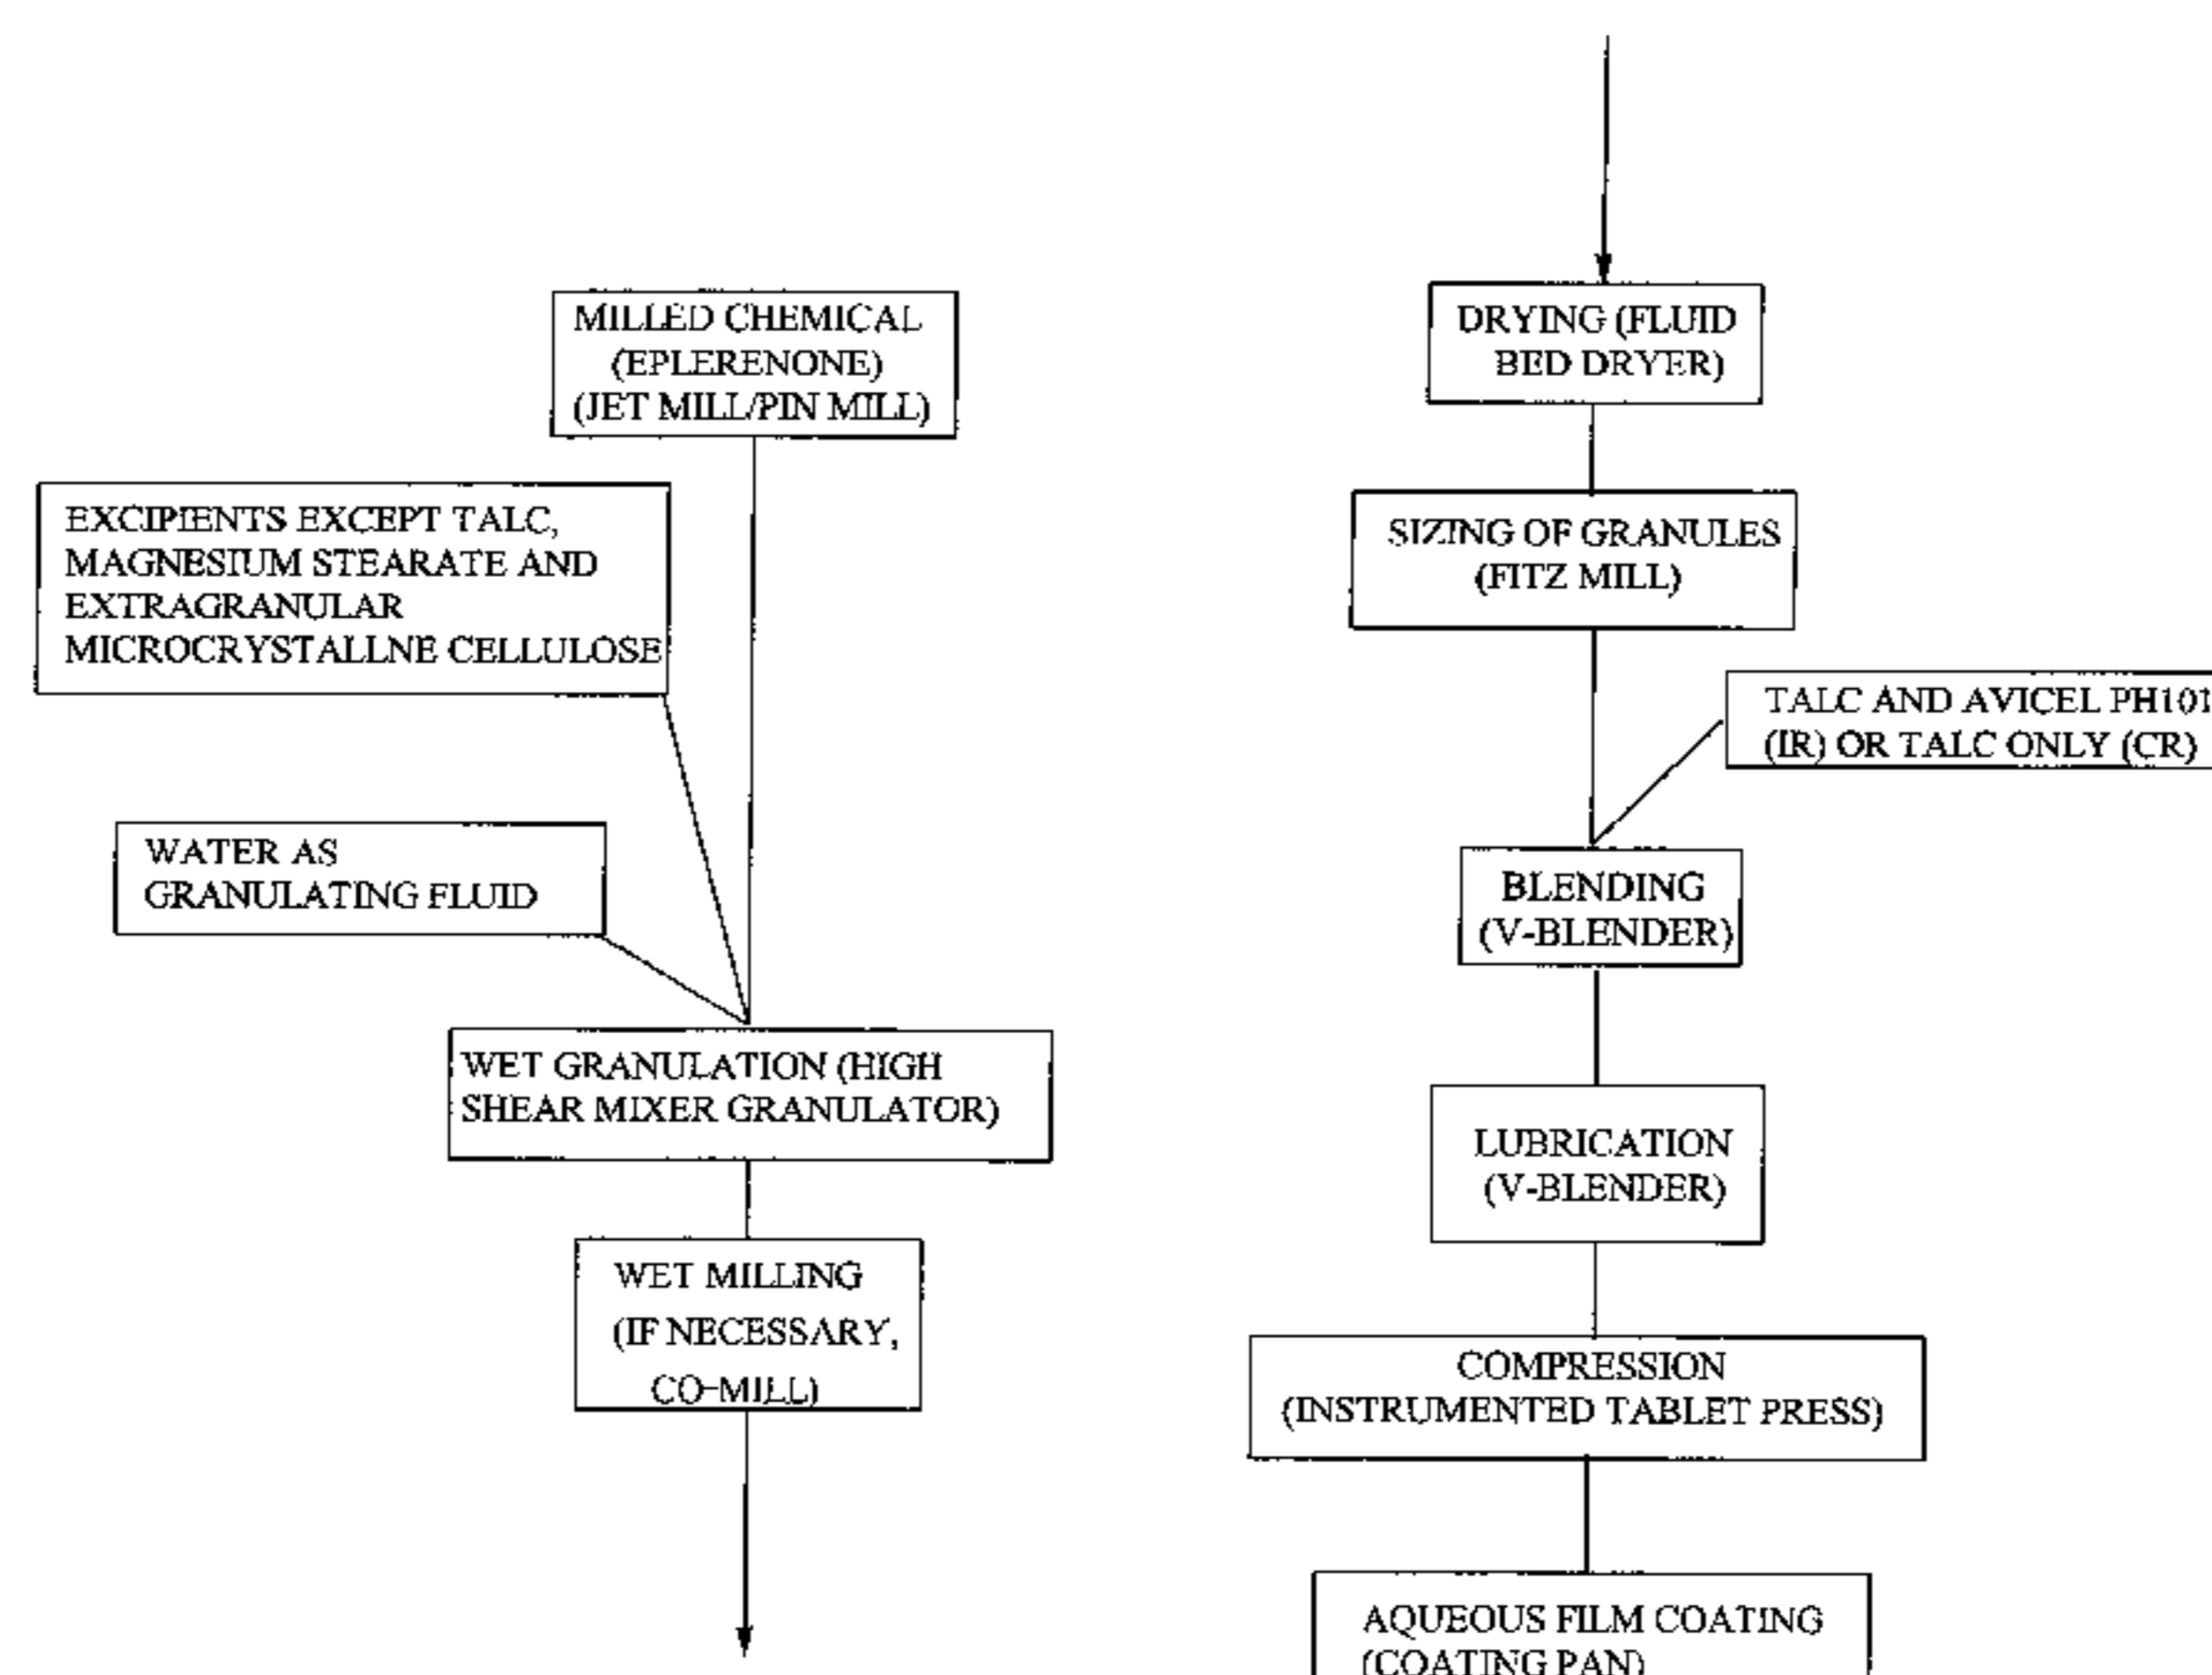 MILLED CHEMICAL
(EPLERENONE)
(JET MILL/PIN MILL)
EXCIPIENTS EXCEPT TALC,
MAGNESIUM STEARATE AND
EXTRAGRANULAR
MICROCRYSTALLNE CELLULOSE
WATER AS
GRANULATING FLUID
WET GRANULATION (HIGH
SHEAR MIXER GRANULATOR)
WET MILLING
(IF NECESSARY,
CO-MILL)
DRYING (FLUID
BED DRYER)
SIZING OF GRANULES
(FITZ MILL)
TALC AND AVICEL PH101
(IR) OR TALC ONLY (CR)
BLENDING
(V-BLENDER)
LUBRICATION
(V-BLENDER)
COMPRESSION
(INSTRUMENTED TABLET PRESS)
AQUEOUS FILM COATING
(COATING PAN)